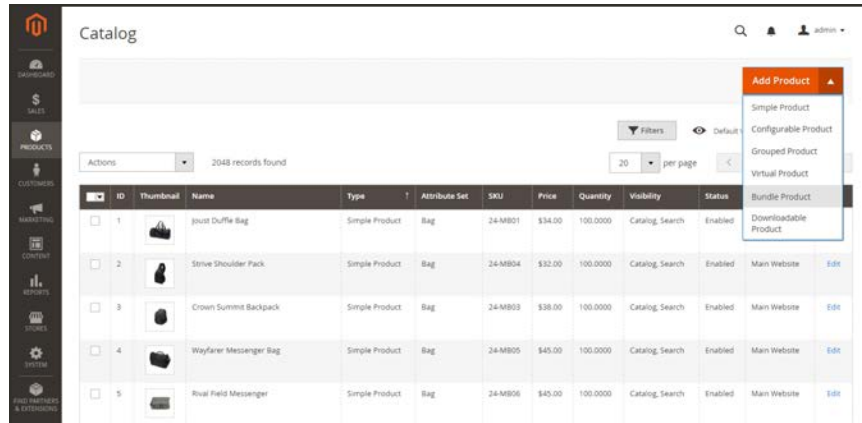 Catalog
admin
DASHBOARD
SALES
PRODUCTS
CUSTOMERS
MARKETING
CONTENT
REPORTS
STORES
SYSTEM
FIND PARTNERS
& EXTENSIONS
Add Product
Simple Product
Configurable Product
Grouped Product
Virtual Product
Bundle Product
Downloadable
Product
Filters
Default
Actions
2048 records found
20
per page
ID Thumbnail Name Type Attribute Set SKU Price Quantity Visibility Status
1 Joust Duffle Bag Simple Product Bag 24-MB01 $34.00 100.0000 Catalog, Search Enabled
2 Strive Shoulder Pack Simple Product Bag 24-MB04 $32.00 100.0000 Catalog, Search Enabled Main Website Edit
3 Crown Summit Backpack Simple Product Bag 24-MB03 $38.00 100.0000 Catalog, Search Enabled Main Website Edit
4 Wayfarer Messenger Bag Simple Product Bag 24-MB05 $45.00 100.0000 Catalog, Search Enabled Main Website Edit
5 Rival Field Messenger Simple Product Bag 24-MB06 $45.00 100.0000 Catalog, Search Enabled Main Website Edit